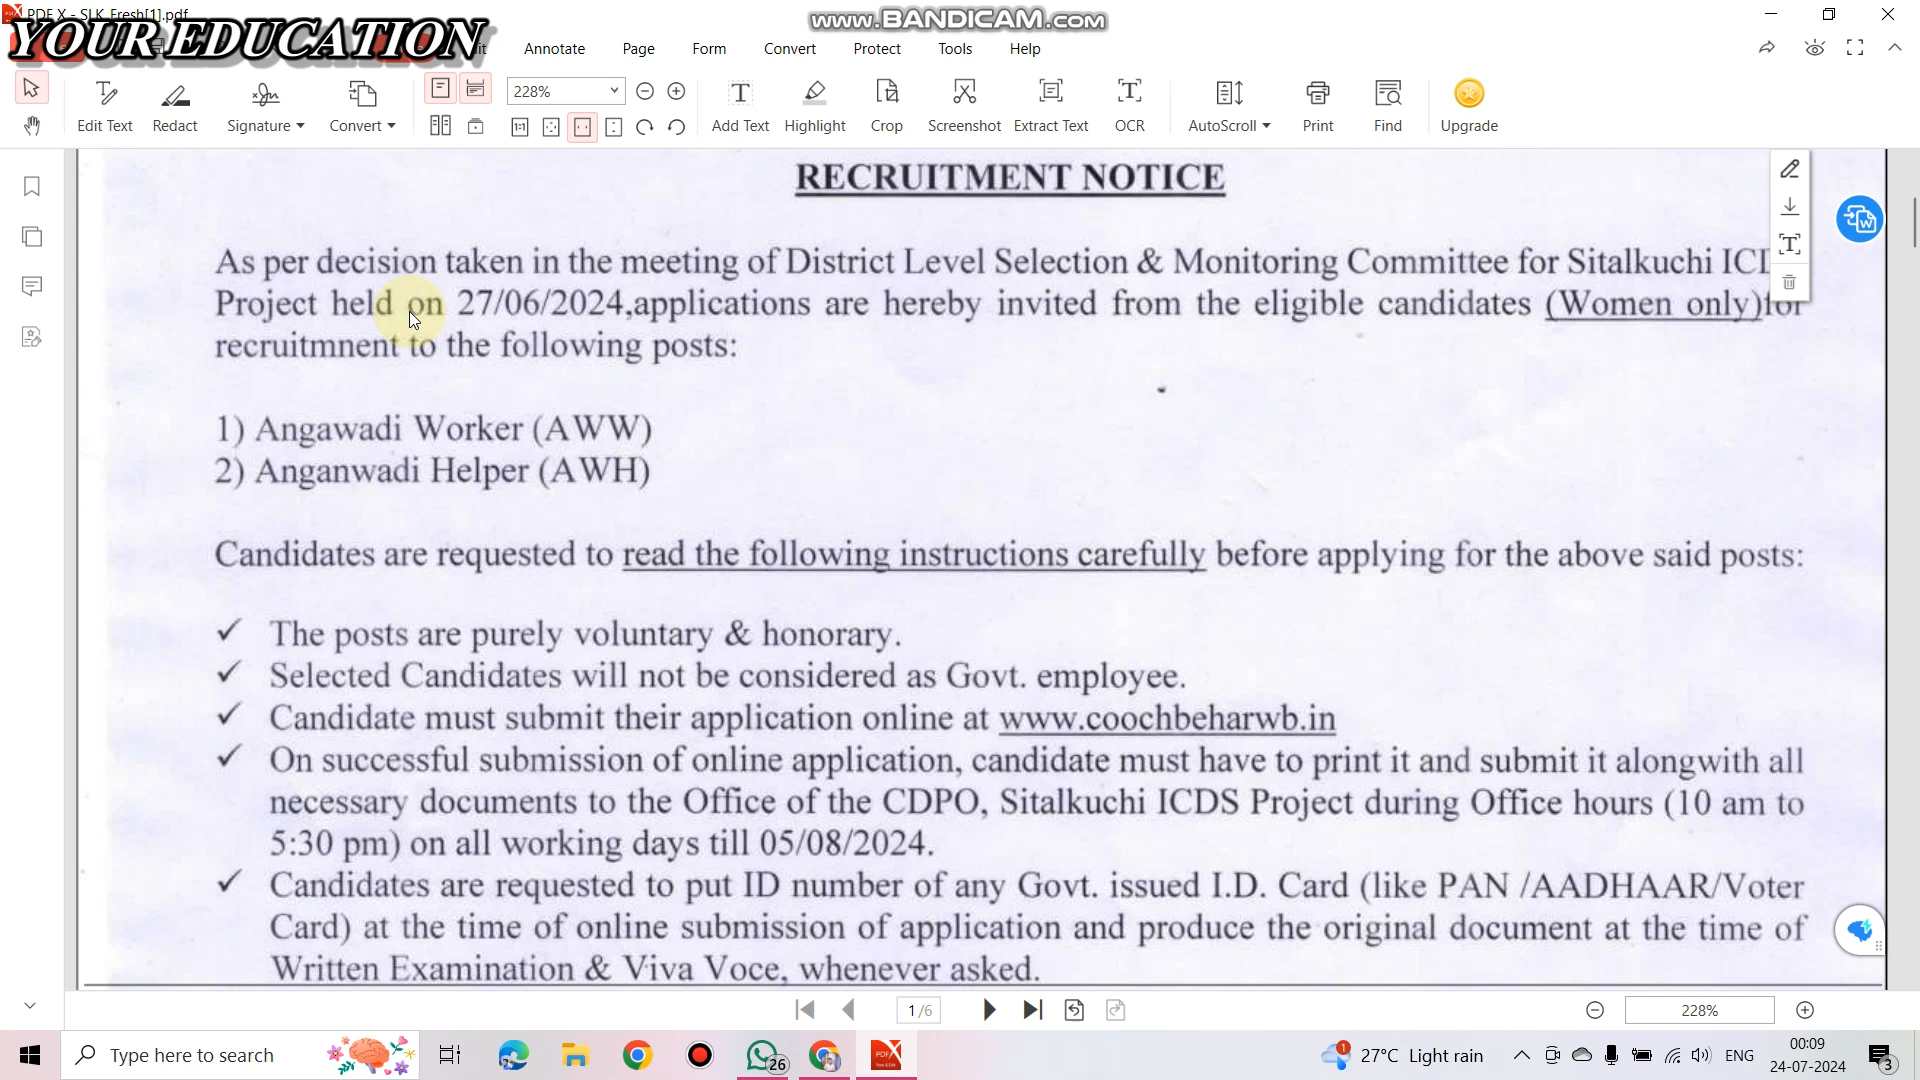 PDF X - SLK_Fresh[1].pdf
YOUR EDUCATION
www.BANDICAM.com
Annotate Page Form Convert Protect Tools Help
228%
Edit Text Redact Signature Convert Add Text Highlight Crop Screenshot Extract Text OCR AutoScroll Print Find Upgrade
RECRUITMENT NOTICE
As per decision taken in the meeting of District Level Selection & Monitoring Committee for Sitalkuchi
Project held on 27/06/2024,applications are hereby invited from the eligible candidates (Women only)for
recruitmnent to the following posts:
1) Angawadi Worker (AWW)
2) Anganwadi Helper (AWH)
Candidates are requested to read the following instructions carefully before applying for the above said posts:
✓ The posts are purely voluntary & honorary.
✓ Selected Candidates will not be considered as Govt. employee.
✓ Candidate must submit their application online at www.coochbeharwb.in
✓ On successful submission of online application, candidate must have to print it and submit it alongwith all
necessary documents to the Office of the CDPO, Sitalkuchi ICDS Project during Office hours (10 am to
5:30 pm) on all working days till 05/08/2024.
✓ Candidates are requested to put ID number of any Govt. issued I.D. Card (like PAN /AADHAAR/Voter
Card) at the time of online submission of application and produce the original document at the time of
Written Examination & Viva Voce, whenever asked.
1/6
228%
Type here to search
26
27°C Light rain
ENG
00:09
24-07-2024
3